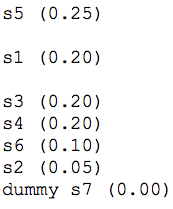 s5 (0.25)
s1 (0.20)
s3 (0.20)
s4 (0.20)
s6 (0.10)
s2 (0.05)
dummy s7 (0.00)